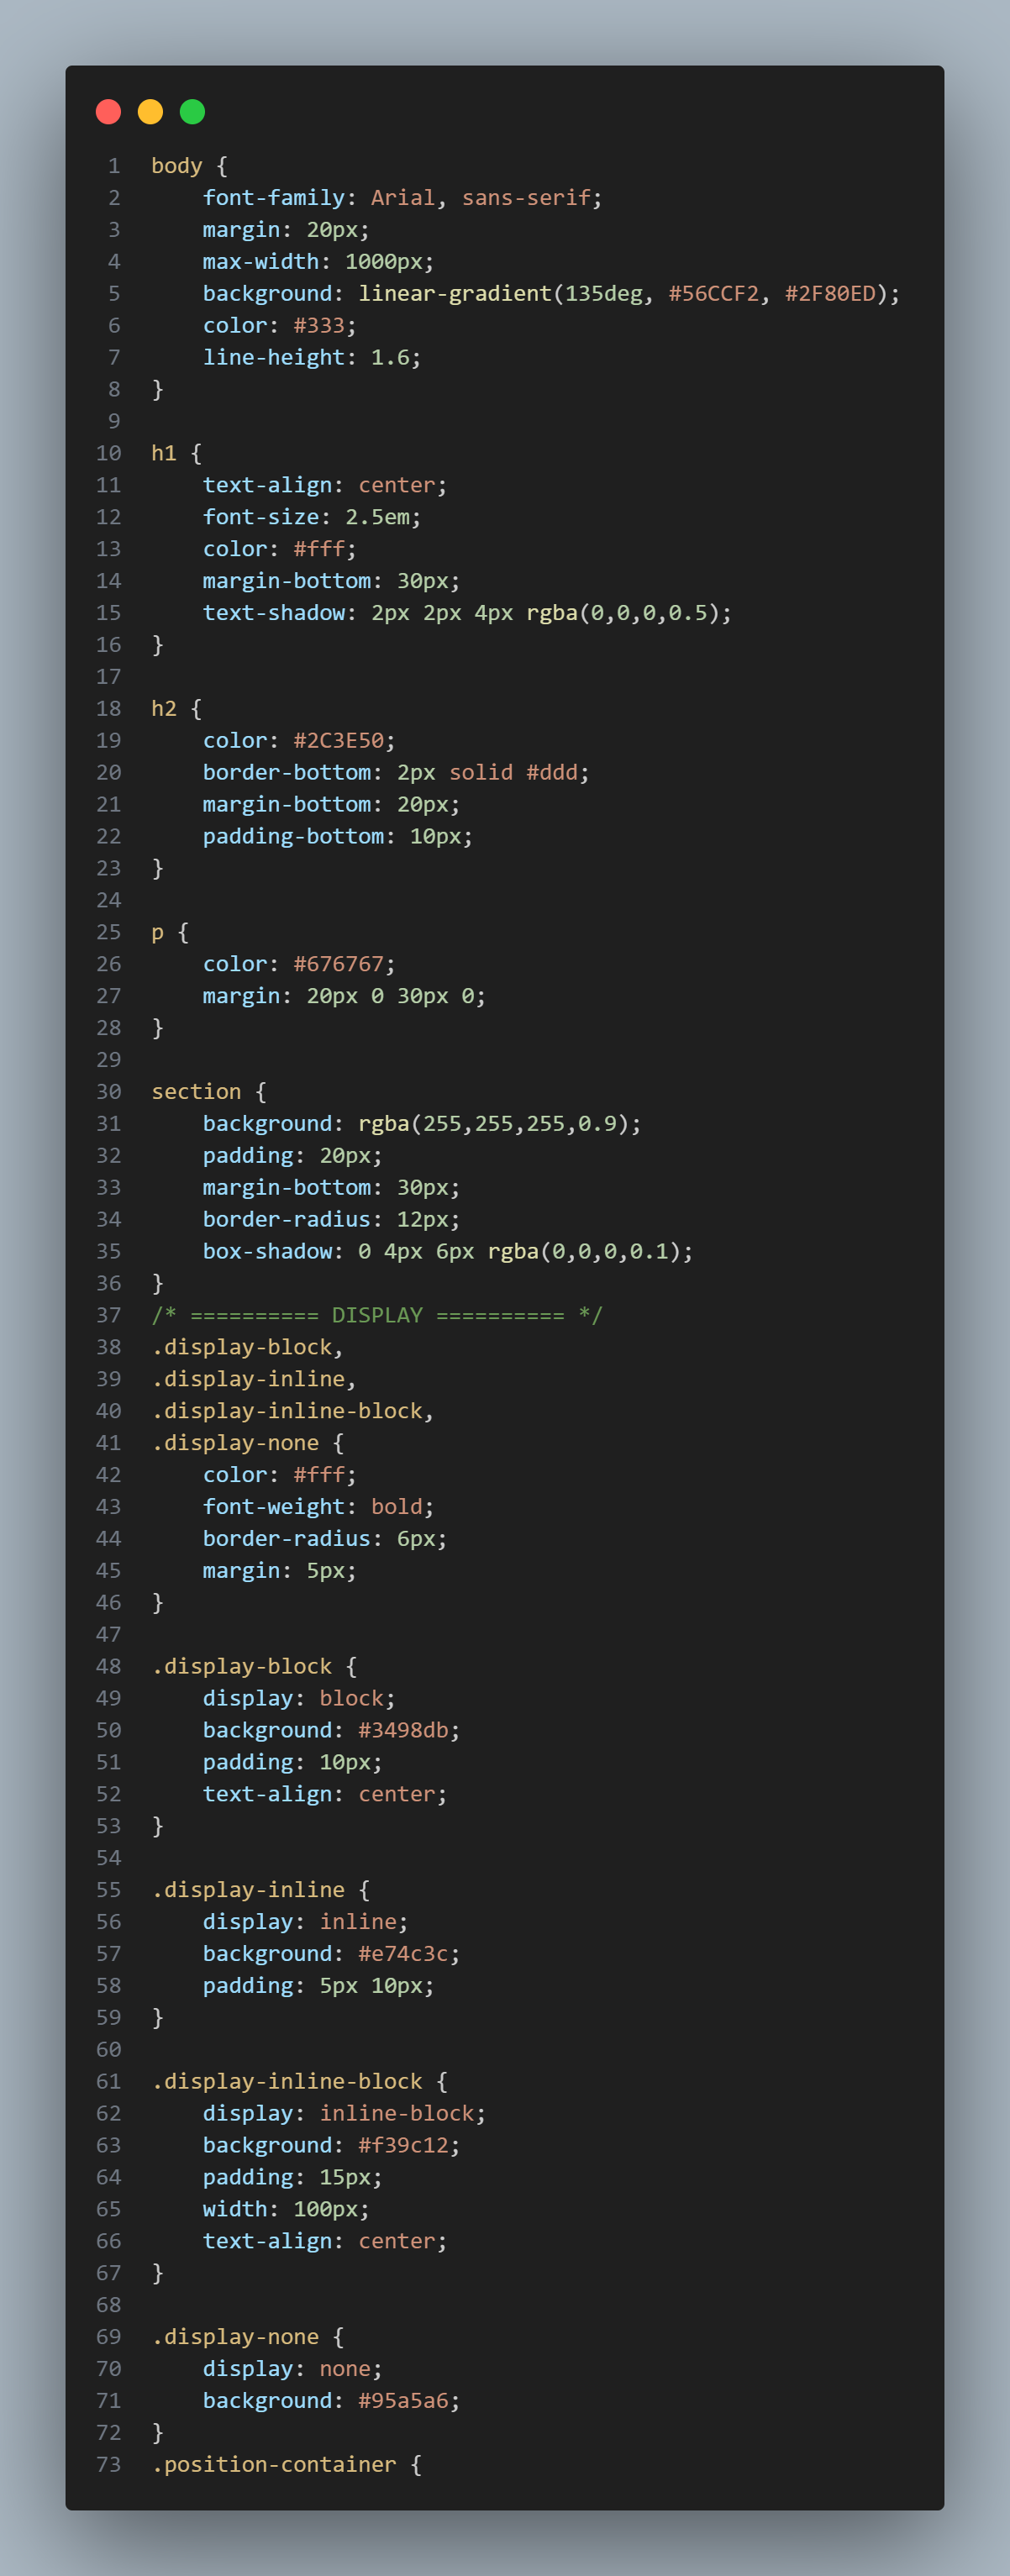 1 body {
2     font-family: Arial, sans-serif;
3     margin: 20px;
4     max-width: 1000px;
5     background: linear-gradient(135deg, #56CCF2, #2F80ED);
6     color: #333;
7     line-height: 1.6;
8 }
9
10 h1 {
11     text-align: center;
12     font-size: 2.5em;
13     color: #fff;
14     margin-bottom: 30px;
15     text-shadow: 2px 2px 4px rgba(0,0,0,0.5);
16 }
17
18 h2 {
19     color: #2C3E50;
20     border-bottom: 2px solid #ddd;
21     margin-bottom: 20px;
22     padding-bottom: 10px;
23 }
24
25 p {
26     color: #676767;
27     margin: 20px 0 30px 0;
28 }
29
30 section {
31     background: rgba(255,255,255,0.9);
32     padding: 20px;
33     margin-bottom: 30px;
34     border-radius: 12px;
35     box-shadow: 0 4px 6px rgba(0,0,0,0.1);
36 }
37 /* ========== DISPLAY ========== */
38 .display-block,
39 .display-inline,
40 .display-inline-block,
41 .display-none {
42     color: #fff;
43     font-weight: bold;
44     border-radius: 6px;
45     margin: 5px;
46 }
47
48 .display-block {
49     display: block;
50     background: #3498db;
51     padding: 10px;
52     text-align: center;
53 }
54
55 .display-inline {
56     display: inline;
57     background: #e74c3c;
58     padding: 5px 10px;
59 }
60
61 .display-inline-block {
62     display: inline-block;
63     background: #f39c12;
64     padding: 15px;
65     width: 100px;
66     text-align: center;
67 }
68
69 .display-none {
70     display: none;
71     background: #95a5a6;
72 }
73 .position-container {